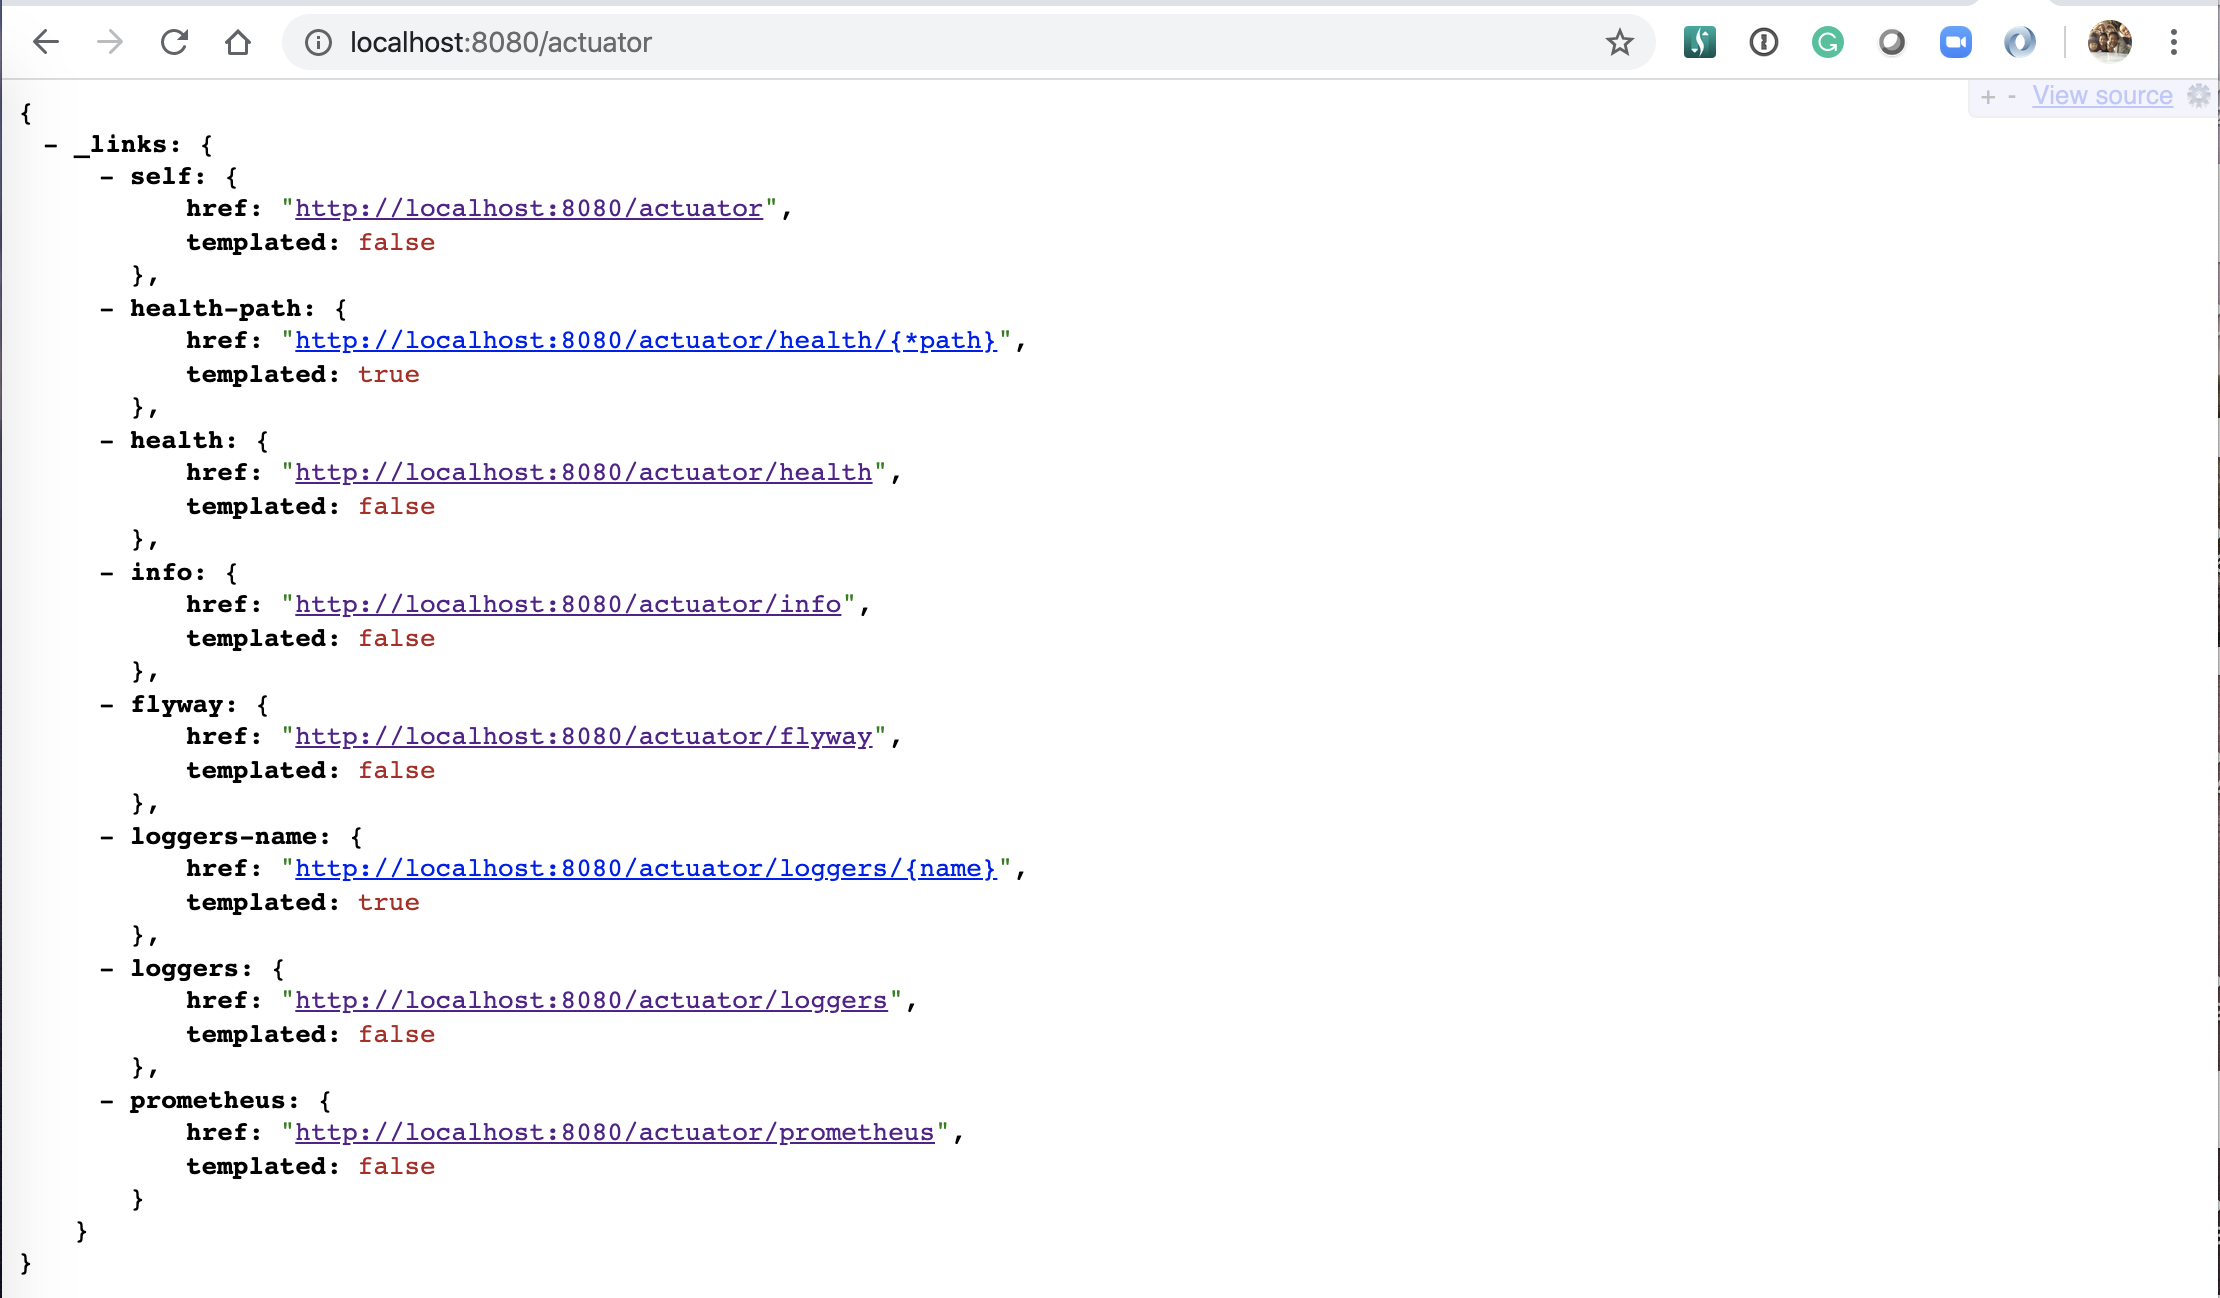 localhost:8080/actuator
+ - View source
{
- _links: {
- self: {
href: "http://localhost:8080/actuator",
templated: false
},
- health-path: {
href: "http://localhost:8080/actuator/health/{*path}",
templated: true
},
- health: {
href: "http://localhost:8080/actuator/health",
templated: false
},
- info: {
href: "http://localhost:8080/actuator/info",
templated: false
},
- flyway: {
href: "http://localhost:8080/actuator/flyway",
templated: false
},
- loggers-name: {
href: "http://localhost:8080/actuator/loggers/{name}",
templated: true
},
- loggers: {
href: "http://localhost:8080/actuator/loggers",
templated: false
},
- prometheus: {
href: "http://localhost:8080/actuator/prometheus",
templated: false
}
}
}